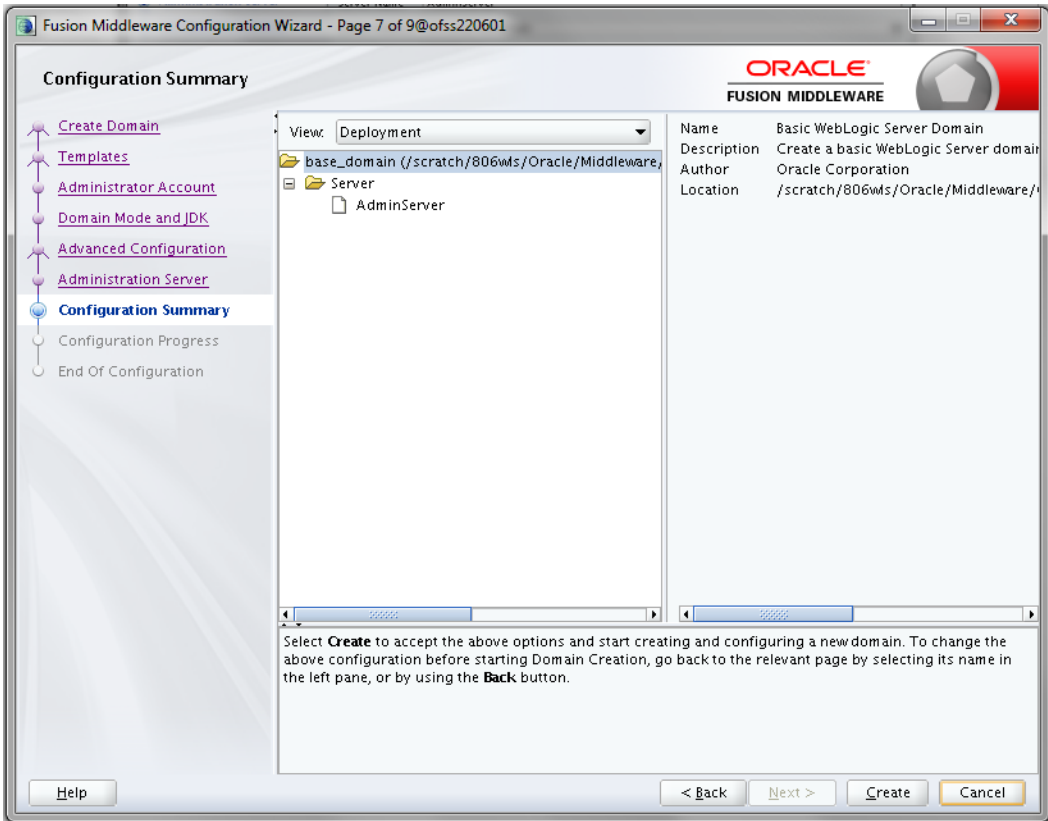 Fusion Middleware Configuration Wizard - Page 7 of 9@ofss220601
Configuration Summary
ORACLE
FUSION MIDDLEWARE
Create Domain
Templates
Administrator Account
Domain Mode and JDK
Advanced Configuration
Administration Server
Configuration Summary
Configuration Progress
End Of Configuration
View: Deployment
base_domain (/scratch/806wls/Oracle/Middleware/
Server
AdminServer
Name Basic WebLogic Server Domain
Description Create a basic WebLogic Server domain
Author Oracle Corporation
Location /scratch/806wls/Oracle/Middleware/
Select Create to accept the above options and start creating and configuring a new domain. To change the
above configuration before starting Domain Creation, go back to the relevant page by selecting its name in
the left pane, or by using the Back button.
Help
< Back
Next >
Create
Cancel